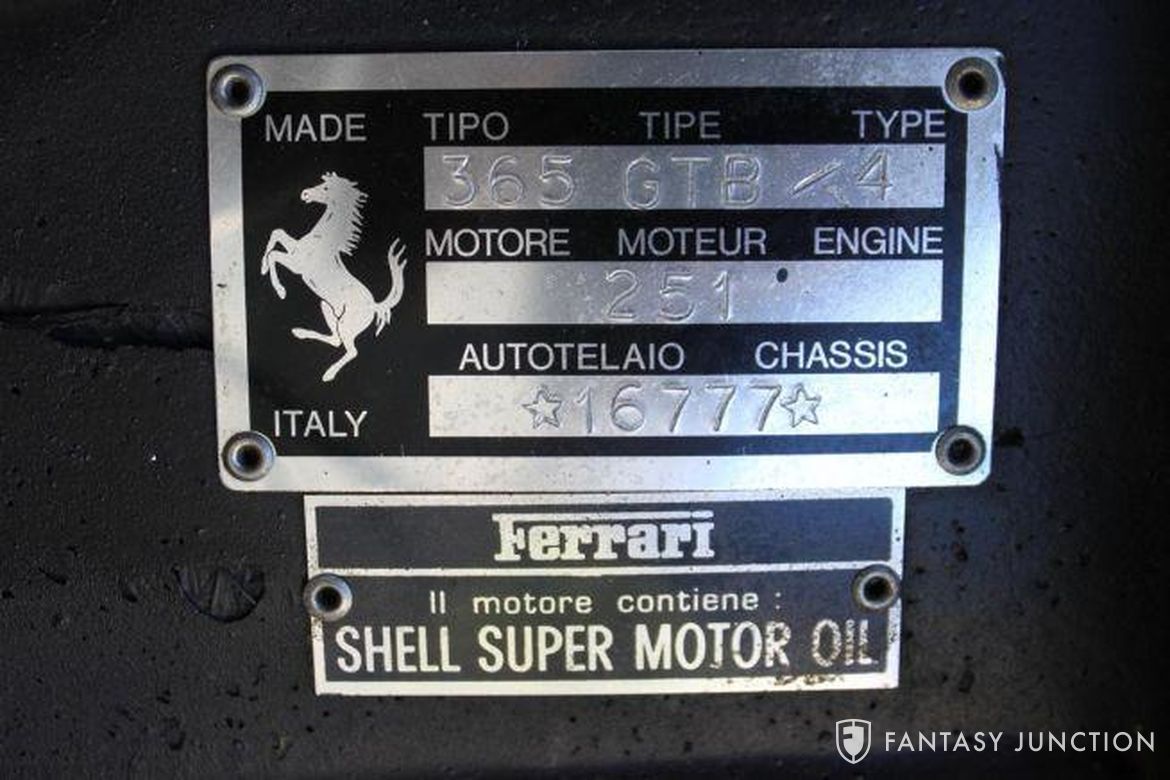 MADE TIPO TIPE TYPE
365 GTB <4
MOTORE MOTEUR ENGINE
251
AUTOTELAIO CHASSIS
☆16777☆
ITALY
Ferrari
Il motore contiene :
SHELL SUPER MOTOR OIL
FANTASY JUNCTION